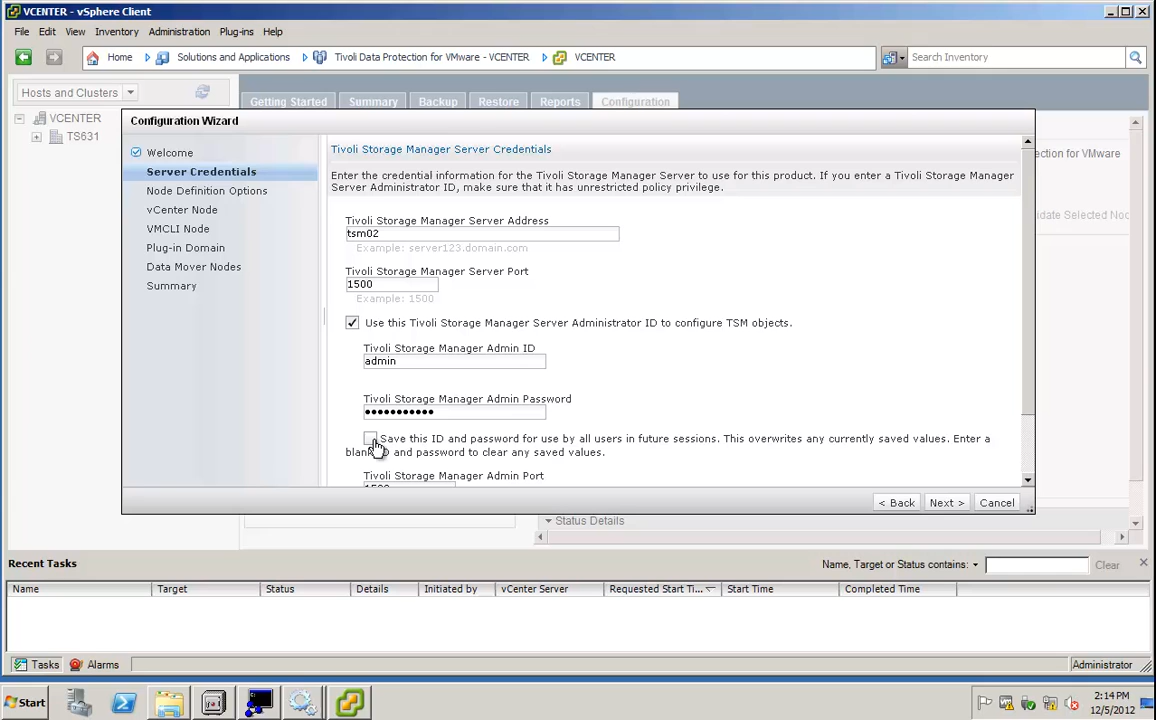 VCENTER - vSphere Client
File Edit View Inventory Administration Plug-ins Help
Home Solutions and Applications Tivoli Data Protection for VMware - VCENTER VCENTER Search Inventory
Hosts and Clusters
Getting Started Summary Backup Restore Reports Configuration
VCENTER
TS631
Configuration Wizard
Welcome
Server Credentials
Node Definition Options
vCenter Node
VMCLI Node
Plug-in Domain
Data Mover Nodes
Summary
Tivoli Storage Manager Server Credentials
Enter the credential information for the Tivoli Storage Manager Server to use for this product. If you enter a Tivoli Storage Manager
Server Administrator ID, make sure that it has unrestricted policy privilege.
Tivoli Storage Manager Server Address
tsm02
Example: server123.domain.com
Tivoli Storage Manager Server Port
1500
Example: 1500
Use this Tivoli Storage Manager Server Administrator ID to configure TSM objects.
Tivoli Storage Manager Admin ID
admin
Tivoli Storage Manager Admin Password
•••••••••••
Save this ID and password for use by all users in future sessions. This overwrites any currently saved values. Enter a
and password to clear any saved values.
Tivoli Storage Manager Admin Port
1500
< Back Next > Cancel
for VMware
Selected
Status Details
Recent Tasks
Name, Target or Status contains: Clear
Name Target Status Details Initiated by vCenter Server Requested Start Ti... Start Time Completed Time
Tasks Alarms Administrator
Start
2:14 PM
12/5/2012